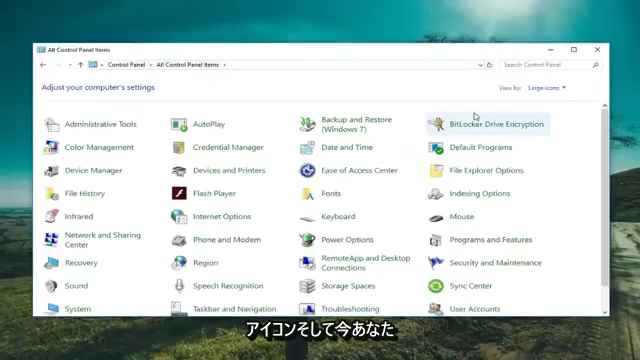 All Control Panel Items
Control Panel > All Control Panel Items >
Search Control Panel
Adjust your computer's settings
View by: Large icons
Administrative Tools
AutoPlay
Backup and Restore
(Windows 7)
BitLocker Drive Encryption
Color Management
Credential Manager
Date and Time
Default Programs
Device Manager
Devices and Printers
Ease of Access Center
File Explorer Options
File History
Flash Player
Fonts
Indexing Options
Infrared
Internet Options
Keyboard
Mouse
Network and Sharing
Center
Phone and Modem
Power Options
Programs and Features
Recovery
Region
RemoteApp and Desktop
Connections
Security and Maintenance
Sound
Speech Recognition
Storage Spaces
Sync Center
System
Taskbar and Navigation
Troubleshooting
User Accounts
アイコンそして今あなた